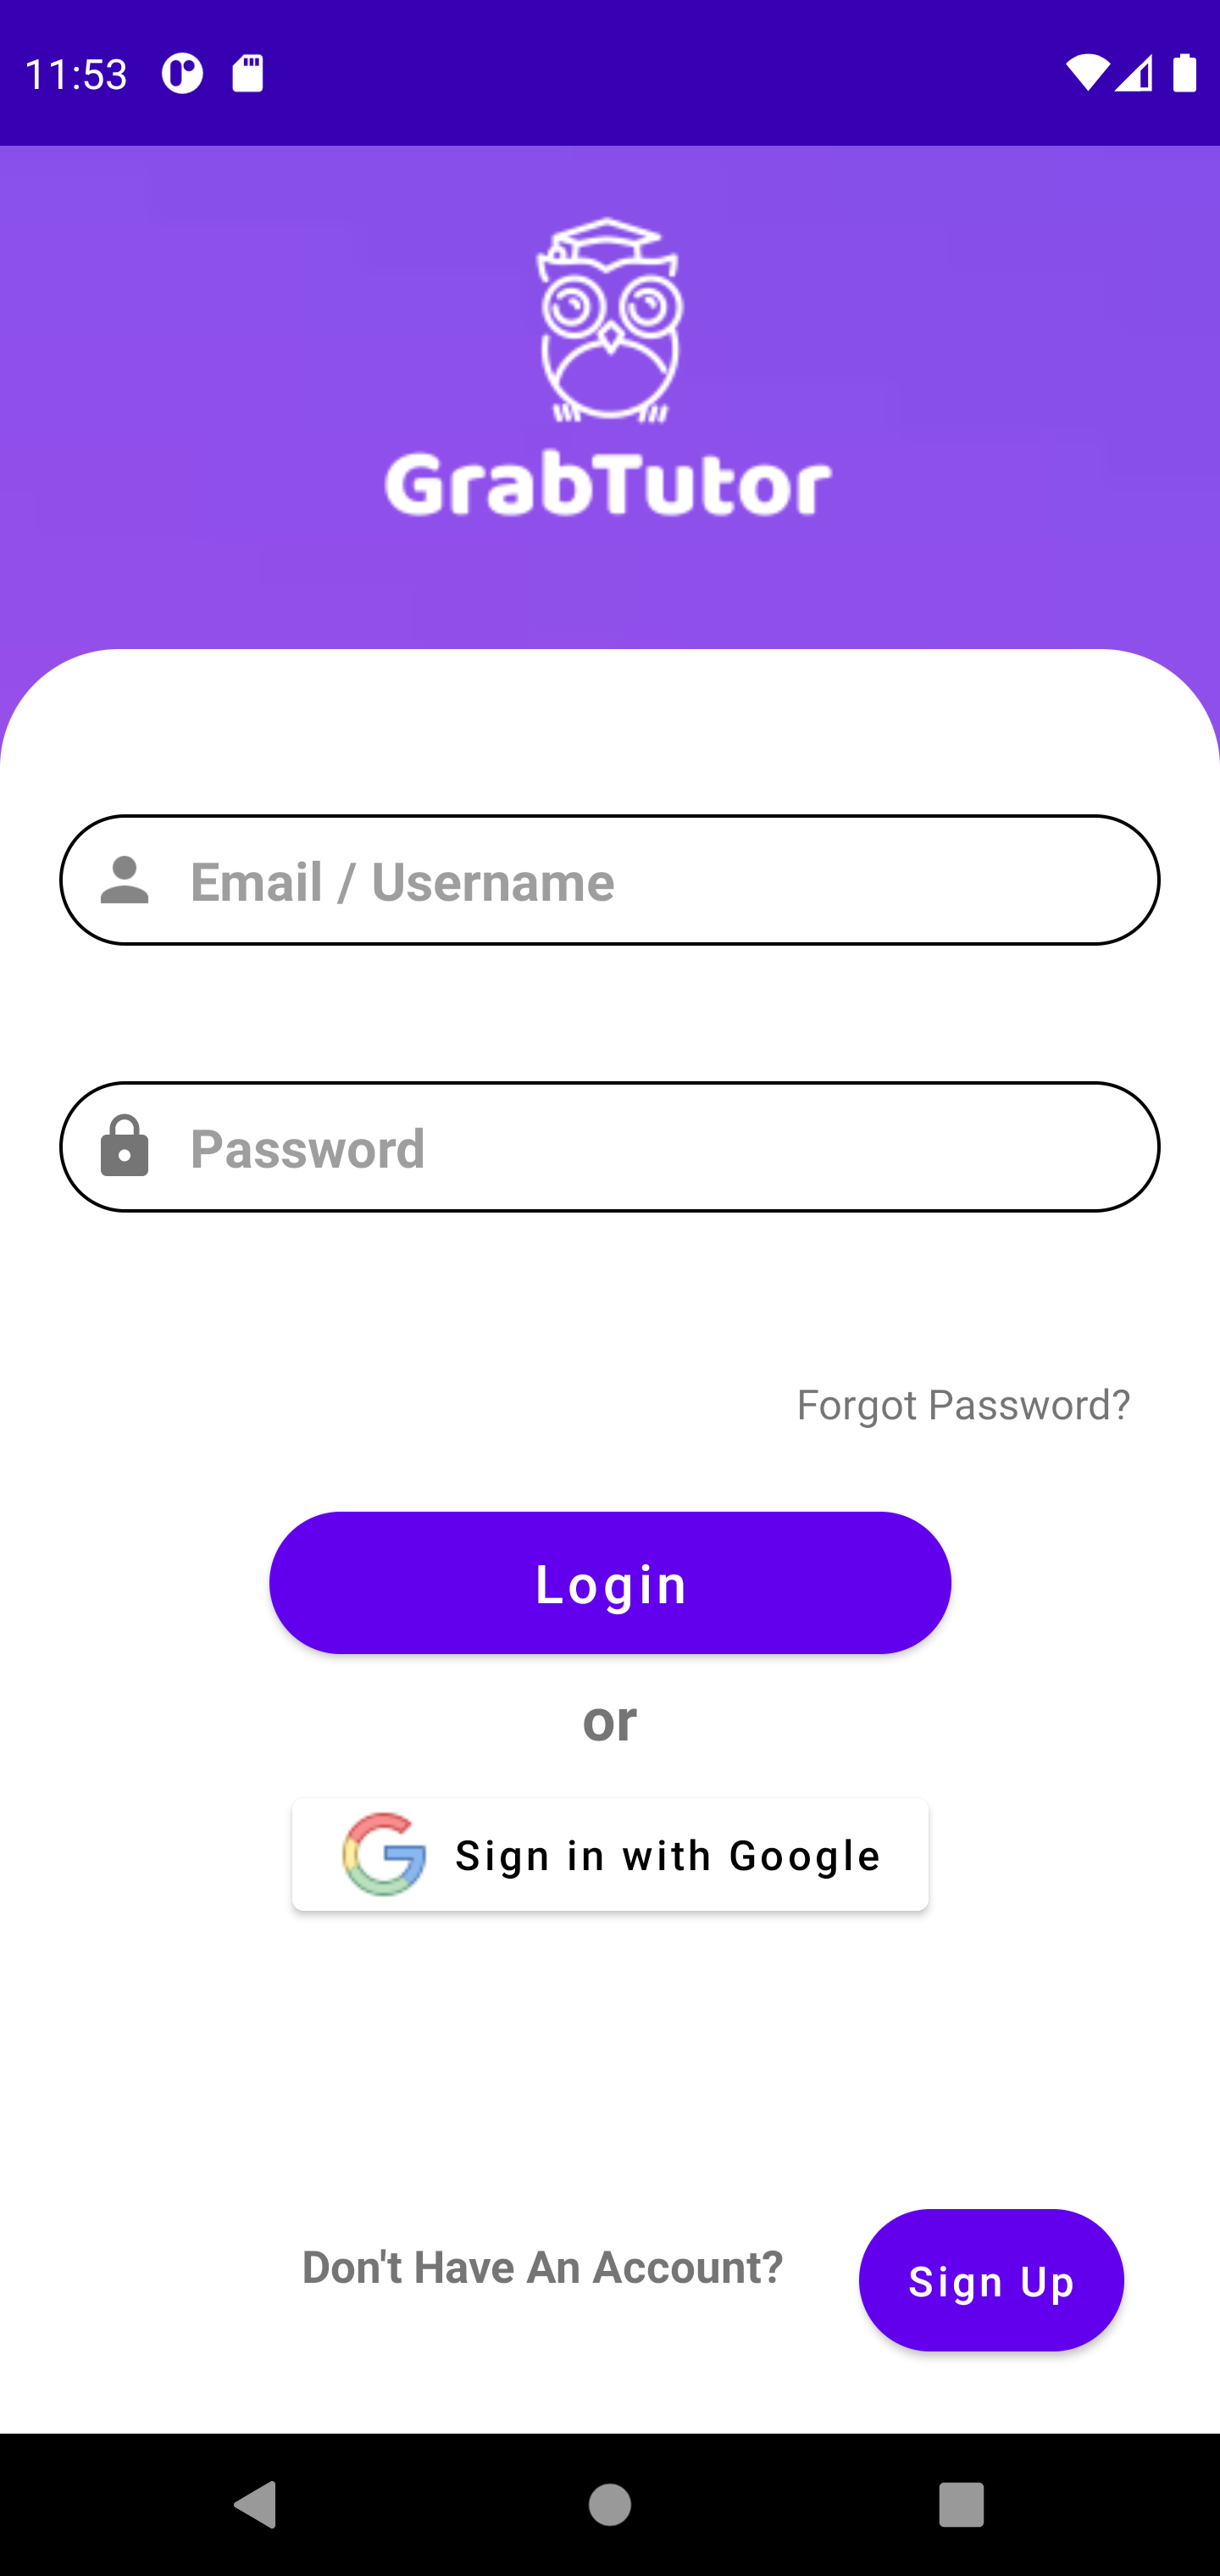 11:53
GrabTutor
Email / Username
Password
Forgot Password?
Login
or
Sign in with Google
Don't Have An Account?
Sign Up